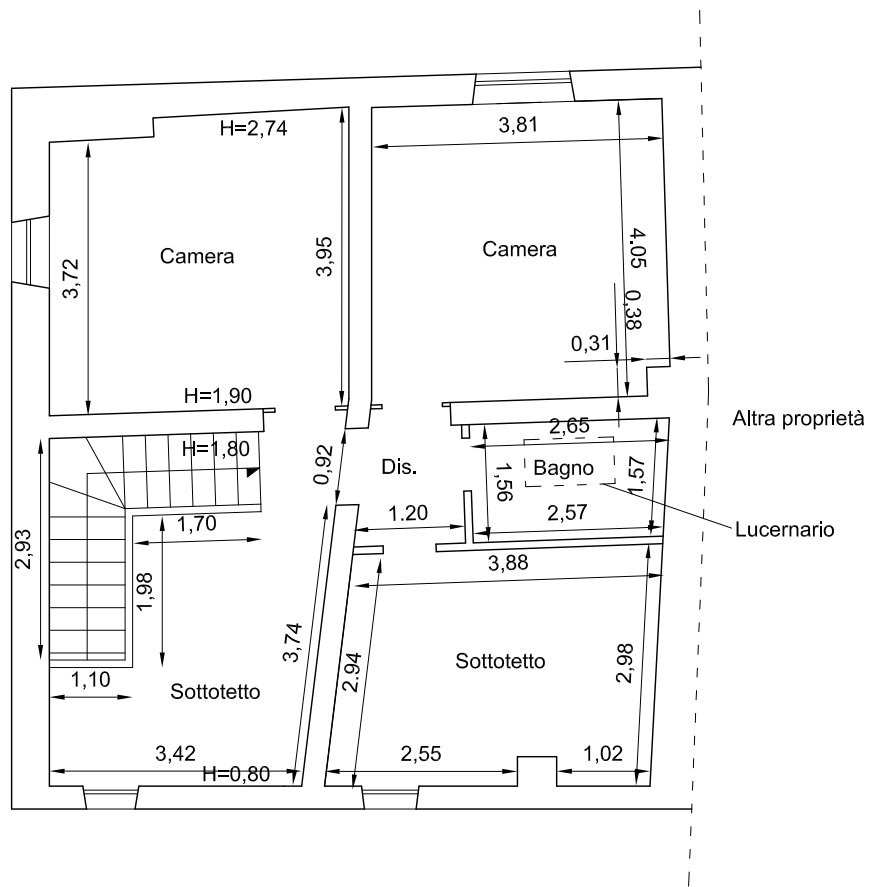 H=2,74
3,81
Camera
3,72
3,95
Camera
4.05
0,38
0,31
H=1,90
Altra proprietà
H=1,80
0,92
Dis.
2,65
1,56
Bagno
1,57
1,70
1.20
2,57
Lucernario
2,93
1,98
3,88
3,74
2.94
Sottotetto
2,98
1,10
Sottotetto
3,42
H=0,80
2,55
1,02